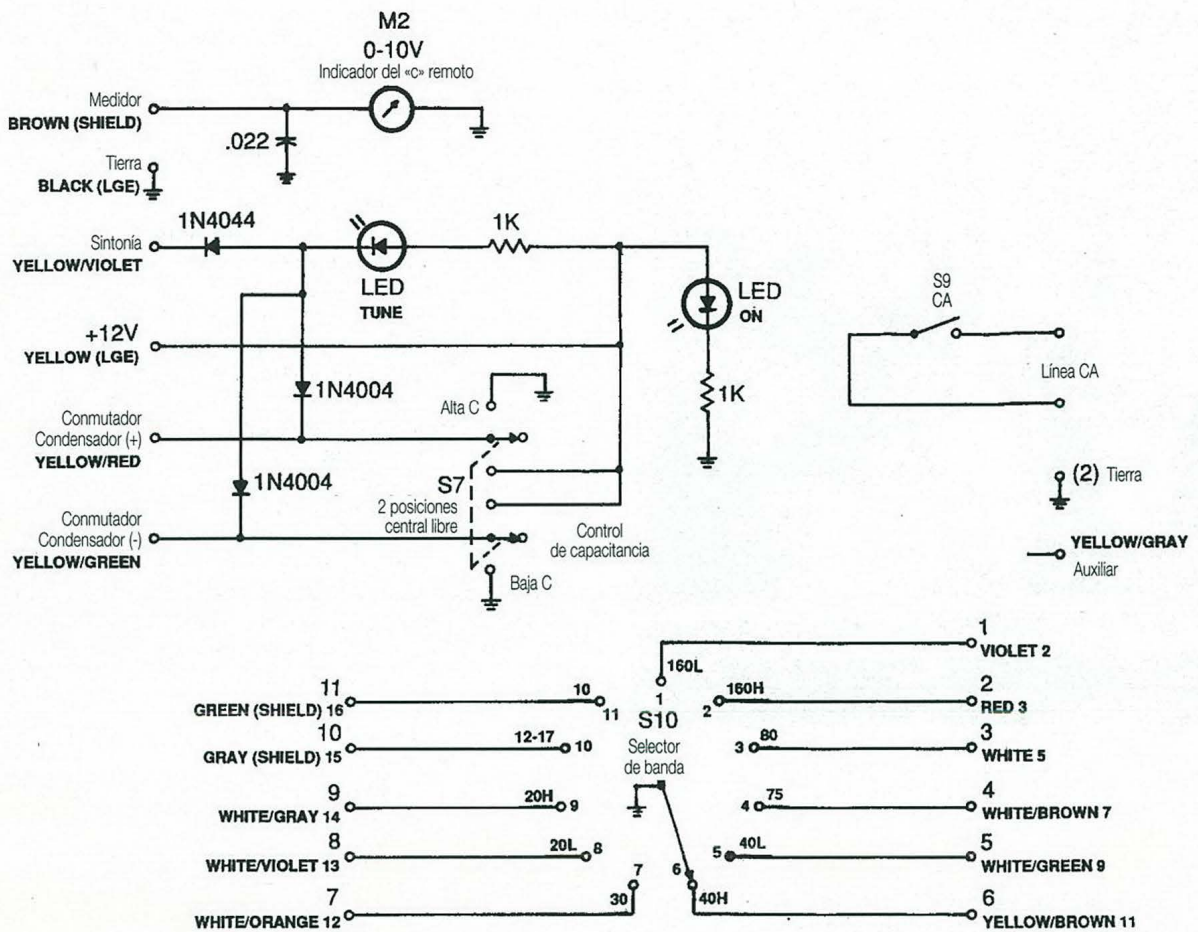 M2
0-10V
Indicador del «c» remoto
Medidor
BROWN (SHIELD)
.022
Tierra
BLACK (LGE)
1N4044
1K
Sintonía
YELLOW/VIOLET
LED
TUNE
LED
ON
S9
CA
+12V
YELLOW (LGE)
Línea CA
1N4004
Alta C
1K
Conmutador
Condensador (+)
YELLOW/RED
1N4004
S7
2 posiciones
central libre
(2) Tierra
Conmutador
Condensador (-)
YELLOW/GREEN
Control
de capacitancia
YELLOW/GRAY
Auxiliar
Baja C
1
VIOLET 2
160L
1
11
GREEN (SHIELD) 16
10
11
160H
2
2
RED 3
S10
Selector
de banda
10
GRAY (SHIELD) 15
12-17
10
80
3
3
WHITE 5
9
WHITE/GRAY 14
20H
9
75
4
4
WHITE/BROWN 7
8
WHITE/VIOLET 13
20L
8
5
40L
5
WHITE/GREEN 9
7
WHITE/ORANGE 12
30
7
6
40H
6
YELLOW/BROWN 11